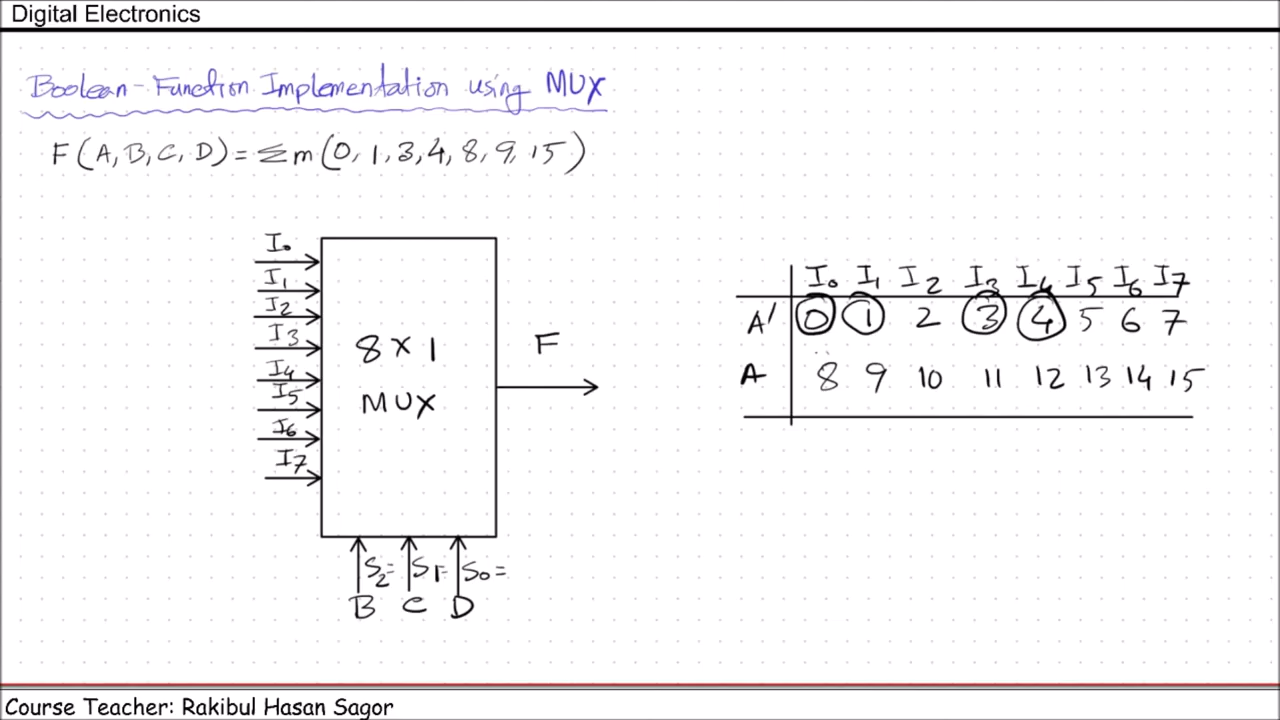 Digital Electronics
Boolean-Function Implementation using MUX
F(A,B,C,D)=Σm(0,1,3,4,8,9,15)
I₀
I₁
I₂
I₃
I₄
I₅
I₆
I₇
8×1
MUX
F
S₂= S₁= S₀=
B C D
I₀ I₁ I₂ I₃ I₄ I₅ I₆ I₇
A' 0 1 2 3 4 5 6 7
A 8 9 10 11 12 13 14 15
Course Teacher: Rakibul Hasan Sagor